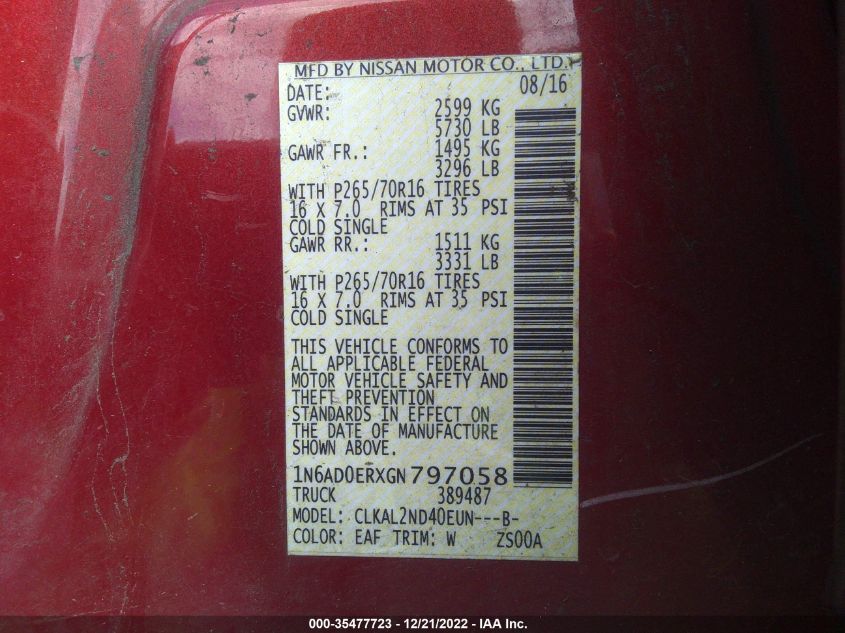 MFD BY NISSAN MOTOR CO., LTD.
DATE: 08/16
GVWR: 2599 KG
5730 LB
GAWR FR.: 1495 KG
3296 LB
WITH P265/70R16 TIRES
16 X 7.0 RIMS AT 35 PSI
COLD SINGLE
GAWR RR.: 1511 KG
3331 LB
WITH P265/70R16 TIRES
16 X 7.0 RIMS AT 35 PSI
COLD SINGLE
THIS VEHICLE CONFORMS TO
ALL APPLICABLE FEDERAL
MOTOR VEHICLE SAFETY AND
THEFT PREVENTION
STANDARDS IN EFFECT ON
THE DATE OF MANUFACTURE
SHOWN ABOVE.
1N6AD0ERXGN797058
TRUCK 389487
MODEL: CLKAL2ND40EUN---B-
COLOR: EAF TRIM: W ZS00A
000-35477723 - 12/21/2022 - IAA Inc.